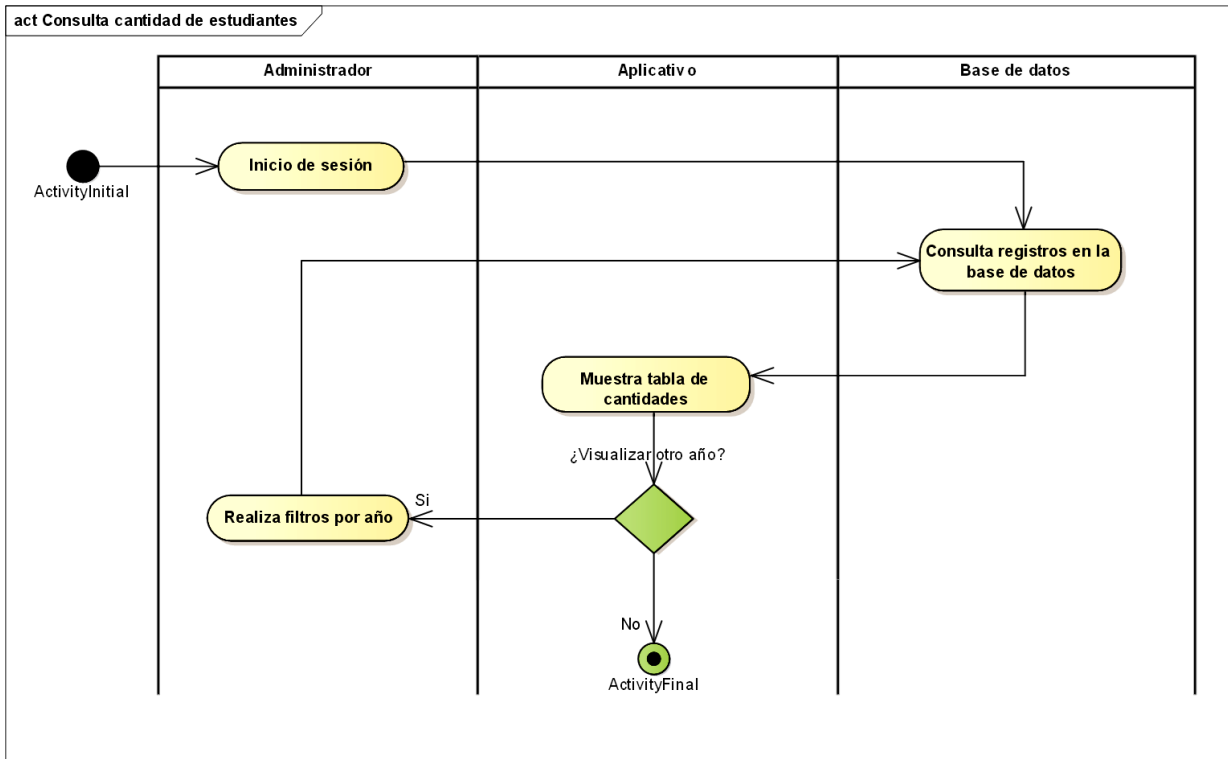 act Consulta cantidad de estudiantes
Administrador
Aplicativo
Base de datos
Inicio de sesión
ActivityInitial
Consulta registros en la
base de datos
Muestra tabla de
cantidades
¿Visualizar otro año?
Si
Realiza filtros por año
No
ActivityFinal